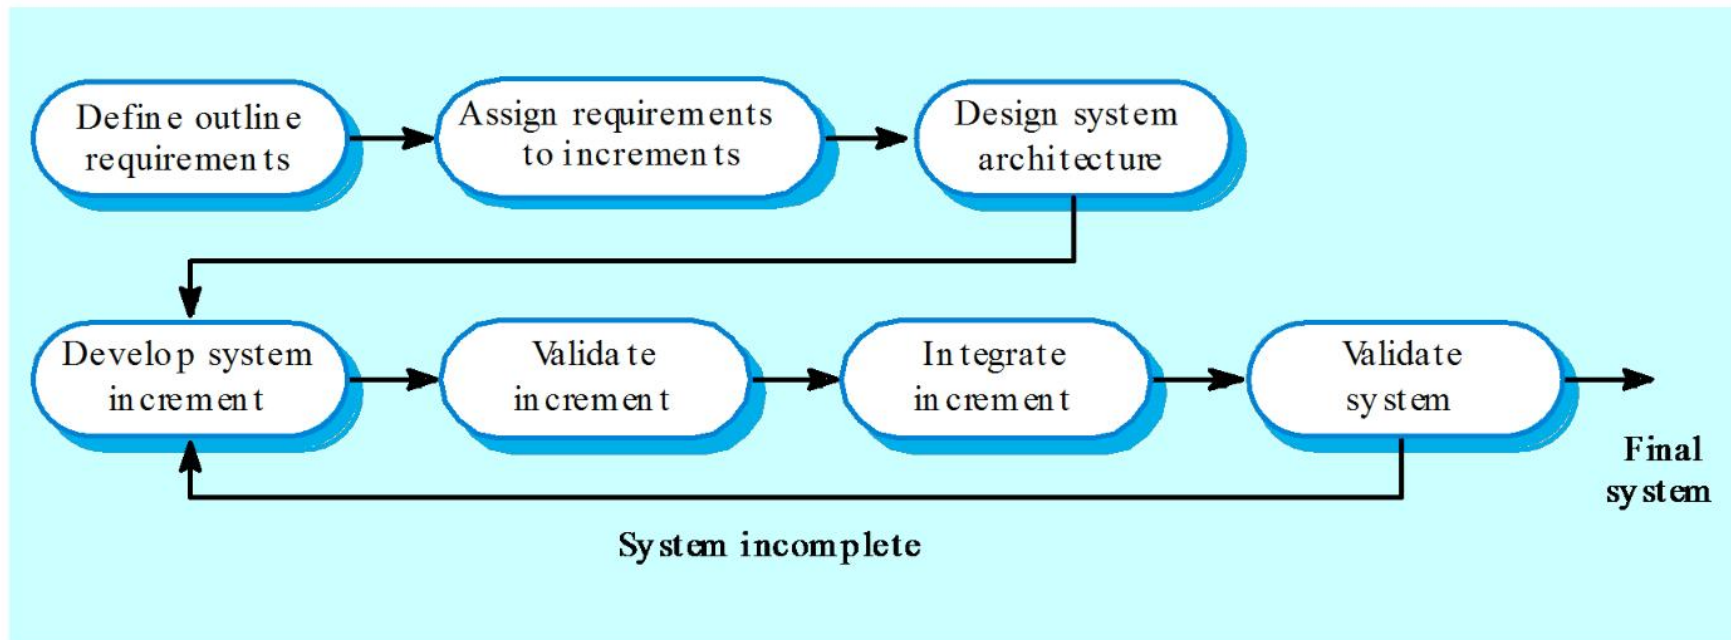 Define outline
requirements
Assign requirements
to increments
Design system
architecture
Develop system
increment
Validate
increment
Integrate
increment
Validate
system
Final
system
System incomplete